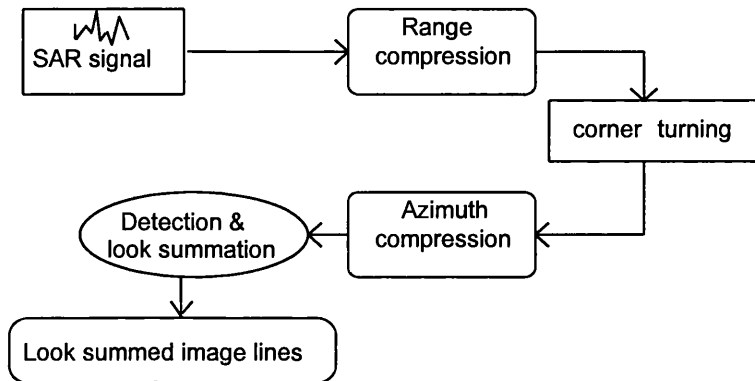 SAR signal
Range
compression
corner turning
Azimuth
compression
Detection &
look summation
Look summed image lines